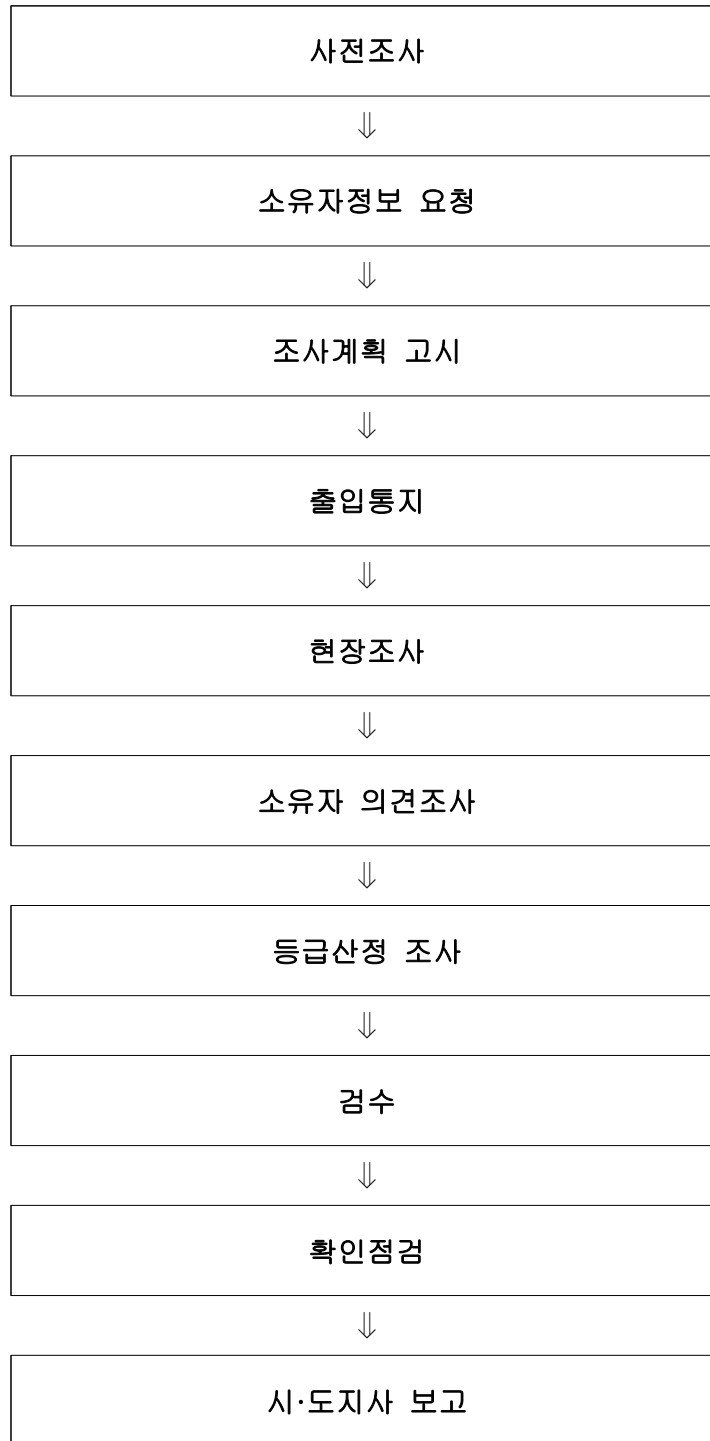 사전조사
⇓
소유자정보 요청
⇓
조사계획 고시
⇓
출입통지
⇓
현장조사
⇓
소유자 의견조사
⇓
등급산정 조사
⇓
검수
⇓
확인점검
⇓
시·도지사 보고